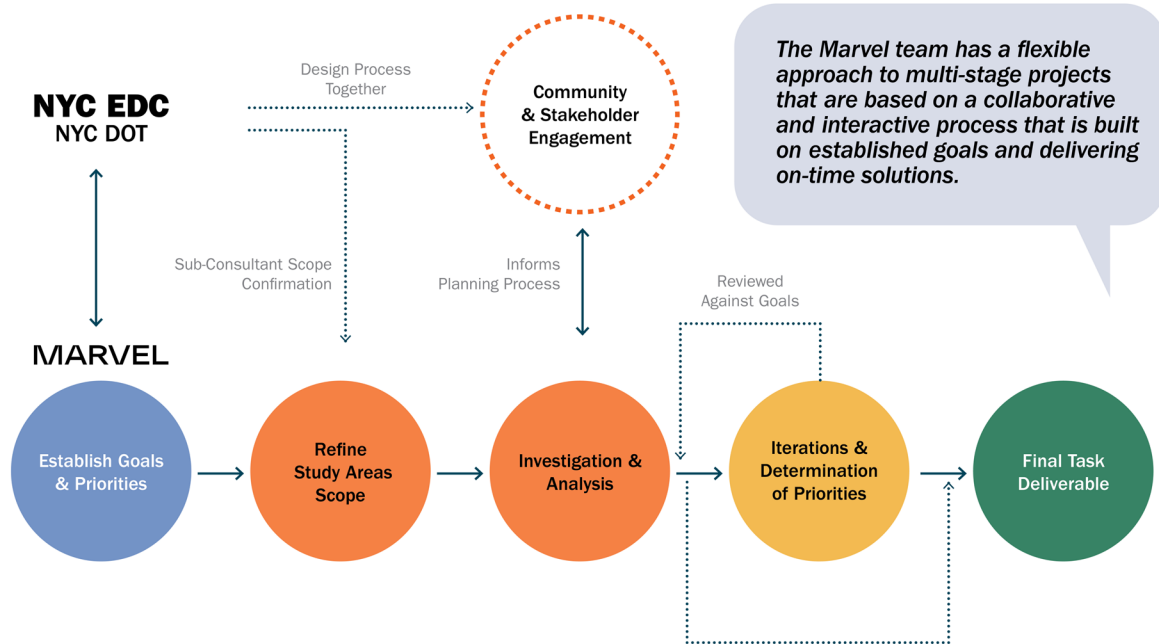 NYC EDC
NYC DOT
Design Process
Together
Community
& Stakeholder
Engagement
The Marvel team has a flexible
approach to multi-stage projects
that are based on a collaborative
and interactive process that is built
on established goals and delivering
on-time solutions.
Sub-Consultant Scope
Confirmation
Informs
Planning Process
Reviewed
Against Goals
MARVEL
Establish Goals
& Priorities
Refine
Study Areas
Scope
Investigation &
Analysis
Iterations &
Determination
of Priorities
Final Task
Deliverable